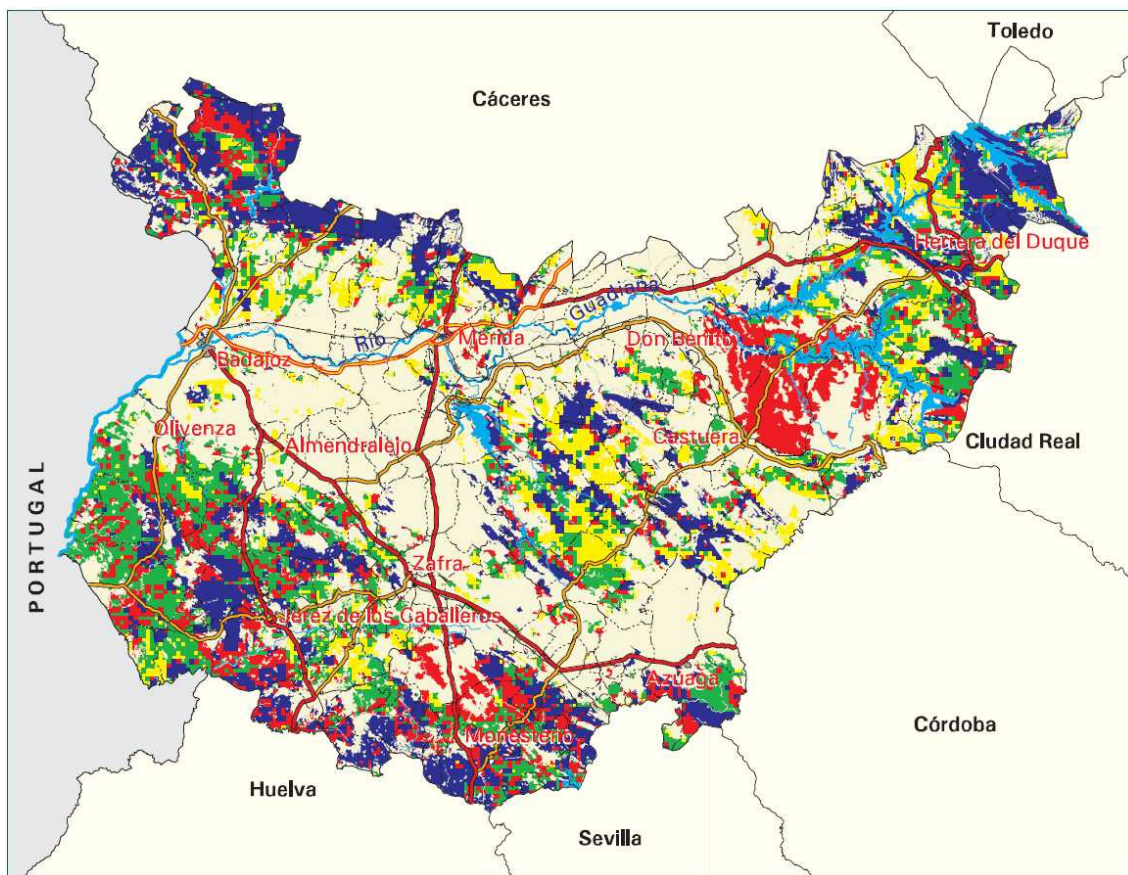 Toledo
Cáceres
Herrera del Duque
Guadiana
Río
Mérida
Don Benito
Badajoz
Olivenza
Almendralejo
Castuera
CIudad Real
PORTUGAL
Zafra
Jerez de los Caballeros
Azuaga
Córdoba
Monesterio
Huelva
Sevilla